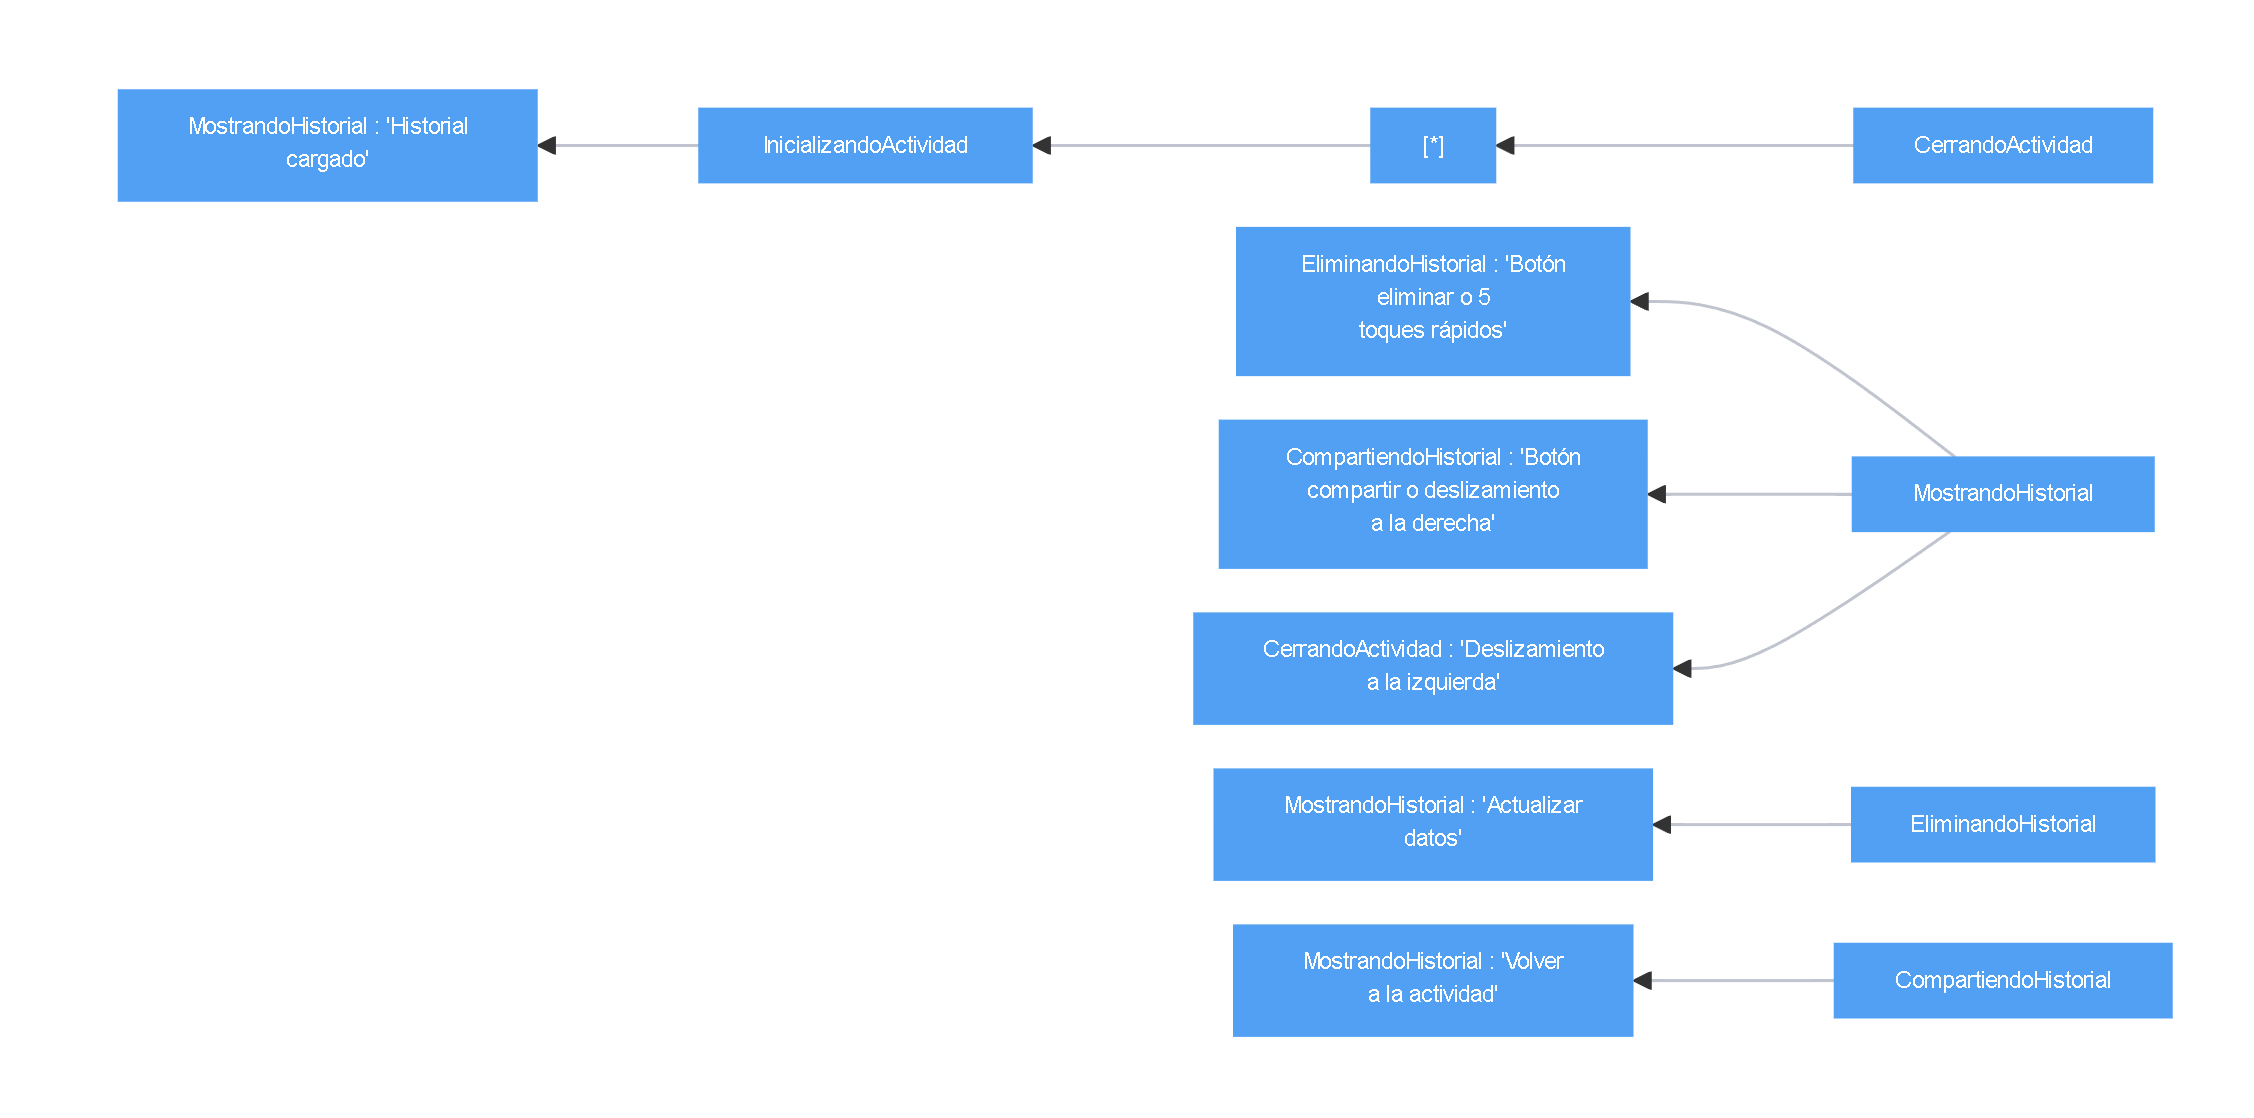 MostrandoHistorial : 'Historial
cargado'
InicializandoActividad
[*]
CerrandoActividad
EliminandoHistorial : 'Botón
eliminar o 5
toques rápidos'
CompartiendoHistorial : 'Botón
compartir o deslizamiento
a la derecha'
MostrandoHistorial
CerrandoActividad : 'Deslizamiento
a la izquierda'
MostrandoHistorial : 'Actualizar
datos'
EliminandoHistorial
MostrandoHistorial : 'Volver
a la actividad'
CompartiendoHistorial